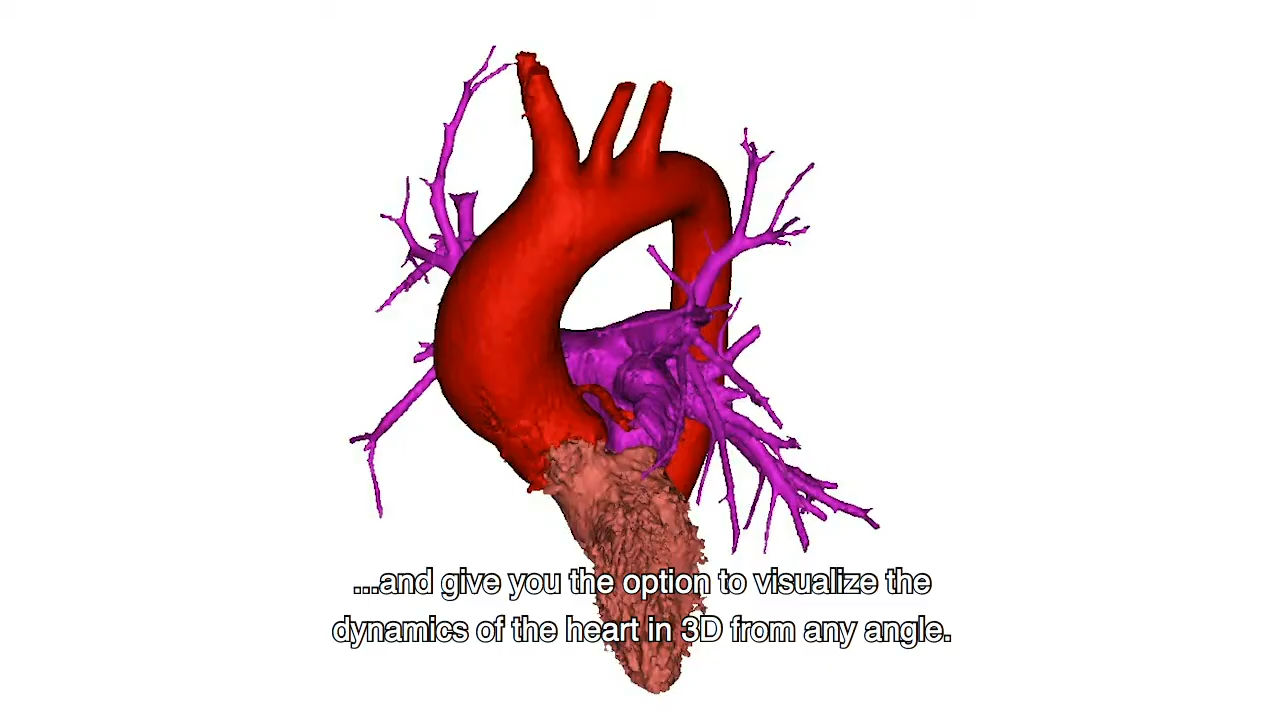 ...and give you the option to visualize the
dynamics of the heart in 3D from any angle.